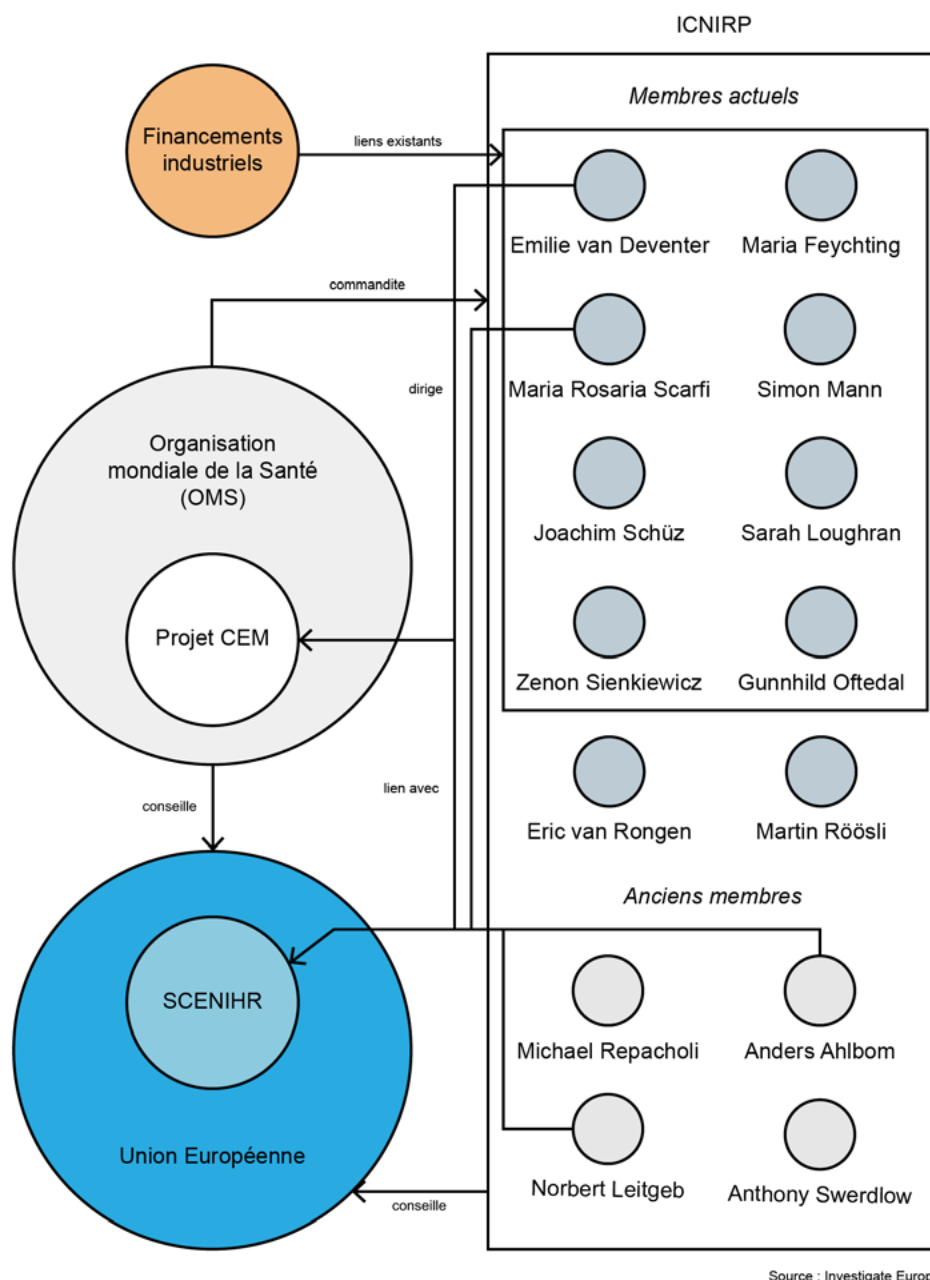 ICNIRP
Membres actuels
Financements
industriels
liens existants
Emilie van Deventer
Maria Feychting
commandite
dirige
Maria Rosaria Scarfi
Simon Mann
Organisation
mondiale de la Santé
(OMS)
Joachim Schüz
Sarah Loughran
Projet CEM
Zenon Sienkiewicz
Gunnhild Oftedal
conseille
lien avec
Eric van Rongen
Martin Röösli
Anciens membres
SCENIHR
Michael Repacholi
Anders Ahlbom
Union Européenne
Norbert Leitgeb
Anthony Swerdlow
conseille
Source : Investigate Europ